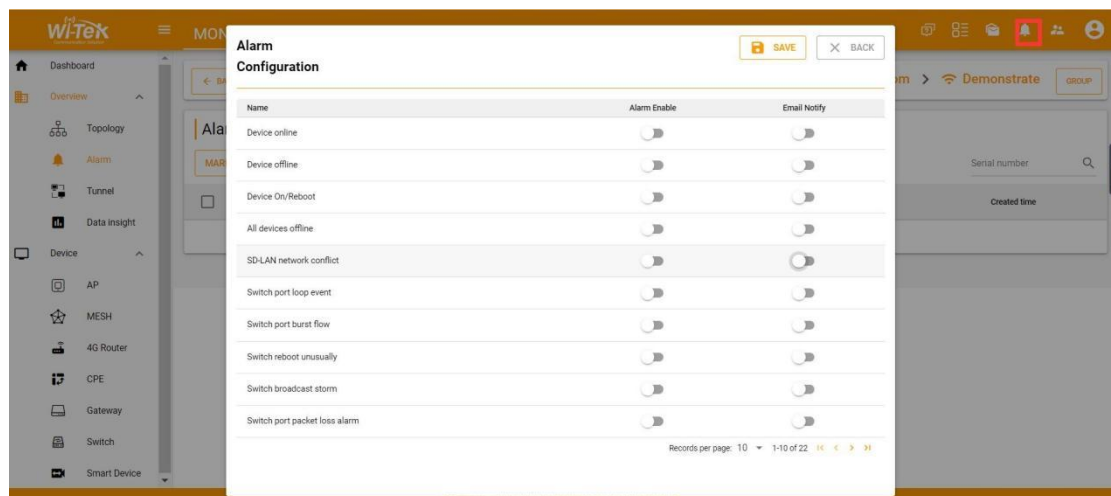 Wi-Tek
MON
Dashboard
Overview
Topology
Alarm
Tunnel
Data insight
Device
AP
MESH
4G Router
CPE
Gateway
Switch
Smart Device
← BA
Ala
MAR
Alarm
Configuration
SAVE
X BACK
Name Alarm Enable Email Notify
Device online
Device offline
Device On/Reboot
All devices offline
SD-LAN network conflict
Switch port loop event
Switch port burst flow
Switch reboot unusually
Switch broadcast storm
Switch port packet loss alarm
Records per page: 10 1-10 of 22
om > Demonstrate
GROUP
Serial number
Created time